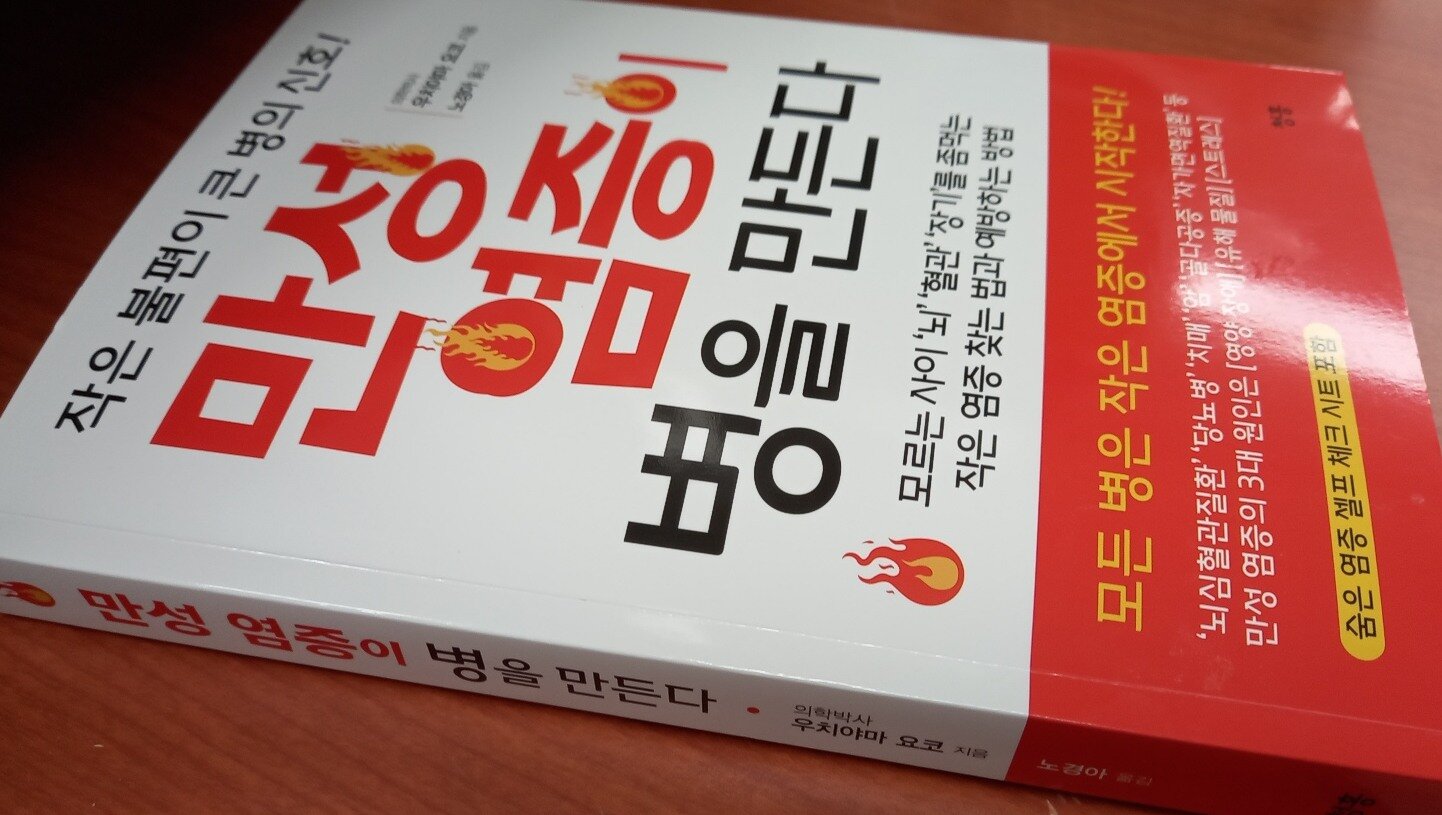 작은 불편이 큰 병의 신호!
의학박사
우치야마 요코 지음
노경아 옮김
만성
염증이
병을 만든다
모르는 사이 ‘뇌’ ‘혈관’ ‘장기’를 좀먹는
작은 염증 찾는 법과 예방하는 방법
모든 병은 작은 염증에서 시작한다!
‘뇌심혈관질환’ ‘당뇨병’ ‘치매’ ‘암’ ‘골다공증’ ‘자가면역질환’ 등
만성 염증의 3대 원인은 [영양 장애] [유해 물질] [스트레스]
숨은 염증 셀프 체크 시트 포함
청홍
만성 염증이 병을 만든다 • 의학박사 우치야마 요코 지음
노경아 옮김